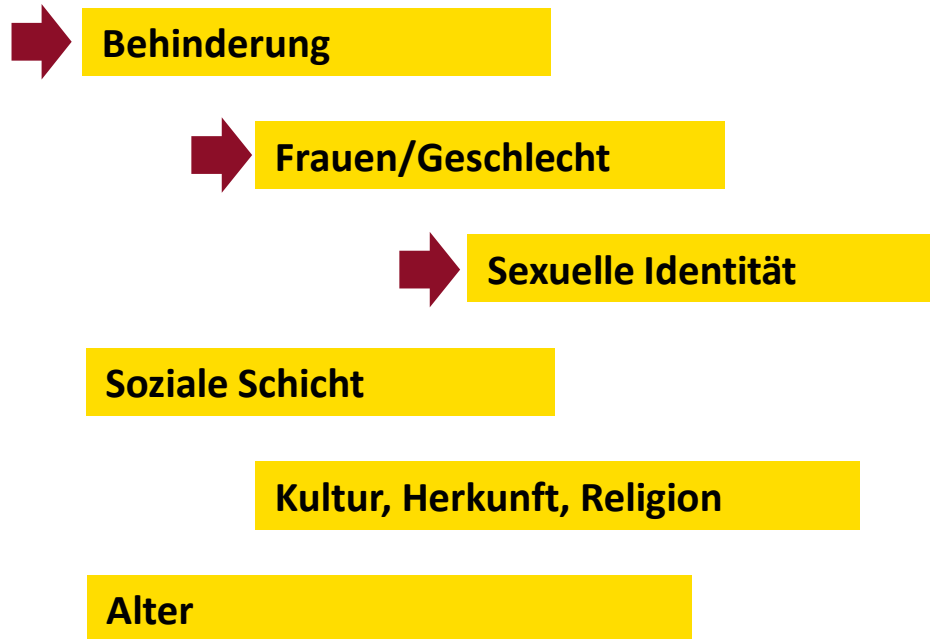 Behinderung
Frauen/Geschlecht
Sexuelle Identität
Soziale Schicht
Kultur, Herkunft, Religion
Alter